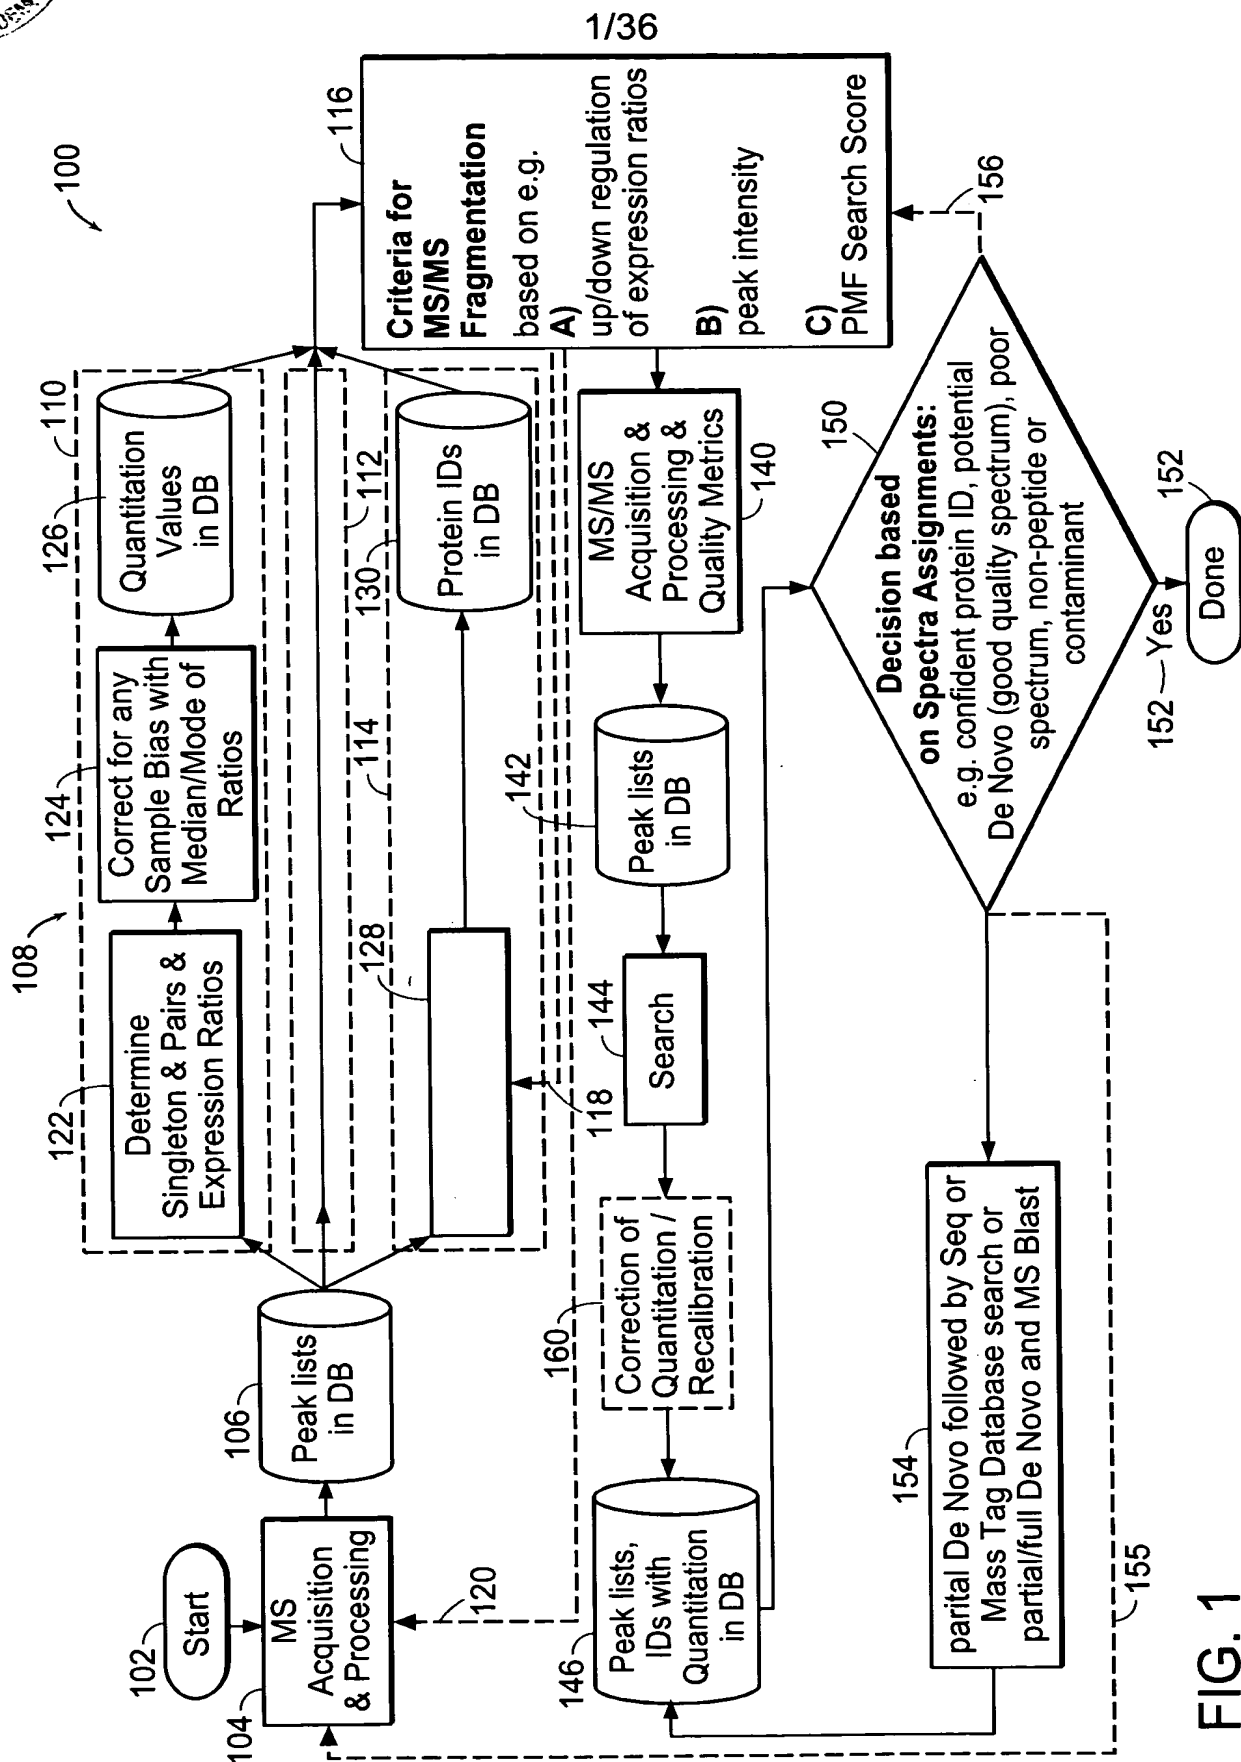 1/36
100
108
102
Start
104
MS
Acquisition
& Processing
106
Peak lists
in DB
122
Determine
Singleton & Pairs &
Expression Ratios
124
Correct for any
Sample Bias with
Median/Mode of
Ratios
126
Quantitation
Values
in DB
110
112
114
128
130
Protein IDs
in DB
116
Criteria for
MS/MS
Fragmentation
based on e.g.
A)
up/down regulation
of expression ratios
B)
peak intensity
C)
PMF Search Score
118
120
MS/MS
Acquisition &
Processing &
Quality Metrics
140
142
Peak lists
in DB
144
Search
160
Correction of
Quantitation /
Recalibration
146
Peak lists,
IDs with
Quantitation
in DB
150
Decision based
on Spectra Assignments:
e.g. confident protein ID, potential
De Novo (good quality spectrum), poor
spectrum, non-peptide or
contaminant
156
152
Yes
152
Done
154
parital De Novo followed by Seq or
Mass Tag Database search or
partial/full De Novo and MS Blast
155
FIG. 1